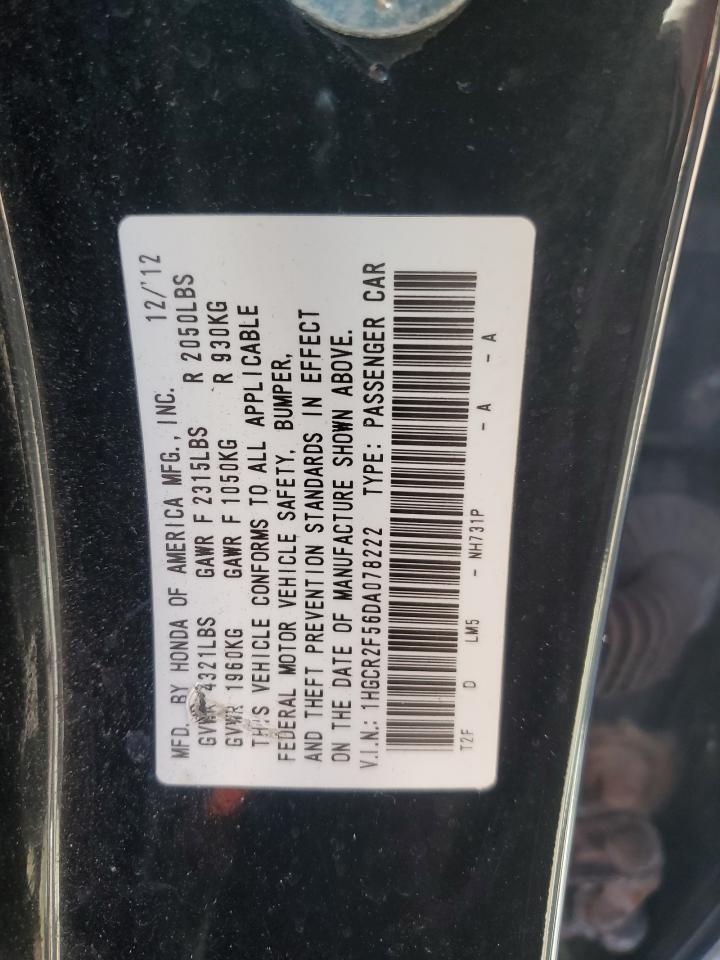 MFD. BY HONDA OF AMERICA MFG., INC. 12/'12
GVWR 4321LBS GAWR F 2315LBS R 2050LBS
GVWR 1960KG GAWR F 1050KG R 930KG
THIS VEHICLE CONFORMS TO ALL APPLICABLE
FEDERAL MOTOR VEHICLE SAFETY, BUMPER,
AND THEFT PREVENTION STANDARDS IN EFFECT
ON THE DATE OF MANUFACTURE SHOWN ABOVE.
V.I.N.: 1HGCR2F56DA078222 TYPE: PASSENGER CAR
T2F D LM5 - NH731P - A - A